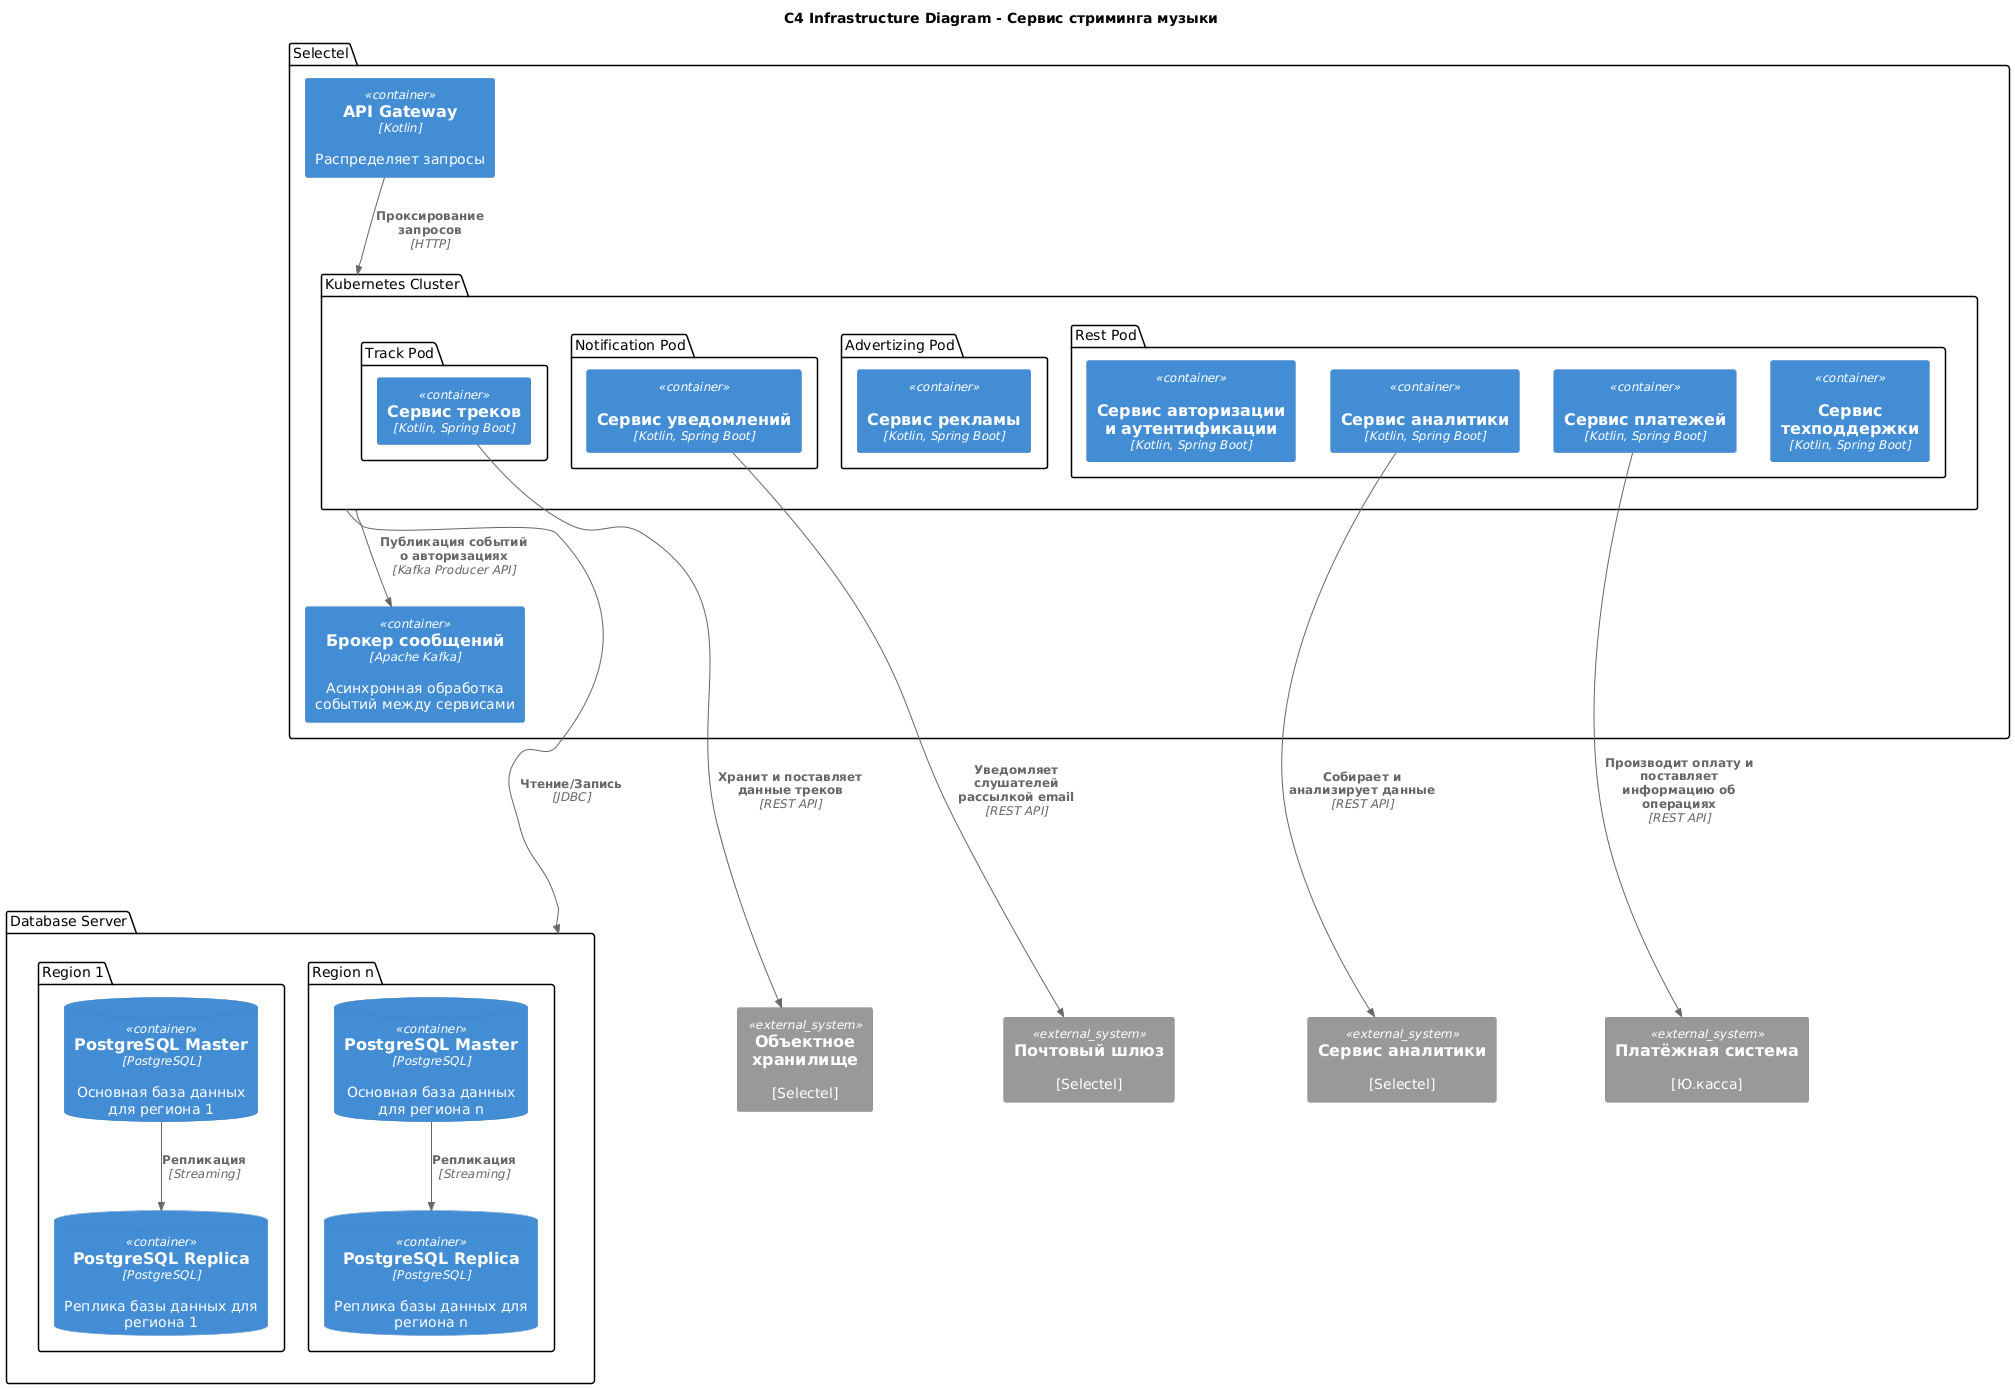 C4 Infrastructure Diagram - Сервис стриминга музыки
Selectel
«container»
API Gateway
[Kotlin]
Распределяет запросы
Проксирование
запросов
[HTTP]
Kubernetes Cluster
Track Pod
«container»
Сервис треков
[Kotlin, Spring Boot]
Notification Pod
«container»
Сервис уведомлений
[Kotlin, Spring Boot]
Advertizing Pod
«container»
Сервис рекламы
[Kotlin, Spring Boot]
Rest Pod
«container»
Сервис авторизации
и аутентификации
[Kotlin, Spring Boot]
«container»
Сервис аналитики
[Kotlin, Spring Boot]
«container»
Сервис платежей
[Kotlin, Spring Boot]
«container»
Сервис
техподдержки
[Kotlin, Spring Boot]
Публикация событий
о авторизациях
[Kafka Producer API]
«container»
Брокер сообщений
[Apache Kafka]
Асинхронная обработка
событий между сервисами
Чтение/Запись
[JDBC]
Хранит и поставляет
данные треков
[REST API]
Уведомляет
слушателей
рассылкой email
[REST API]
Собирает и
анализирует данные
[REST API]
Производит оплату и
поставляет
информацию об
операциях
[REST API]
Database Server
Region 1
«container»
PostgreSQL Master
[PostgreSQL]
Основная база данных
для региона 1
Репликация
[Streaming]
«container»
PostgreSQL Replica
[PostgreSQL]
Реплика базы данных для
региона 1
Region n
«container»
PostgreSQL Master
[PostgreSQL]
Основная база данных
для региона n
Репликация
[Streaming]
«container»
PostgreSQL Replica
[PostgreSQL]
Реплика базы данных для
региона n
«external_system»
Объектное
хранилище
[Selectel]
«external_system»
Почтовый шлюз
[Selectel]
«external_system»
Сервис аналитики
[Selectel]
«external_system»
Платёжная система
[Ю.касса]